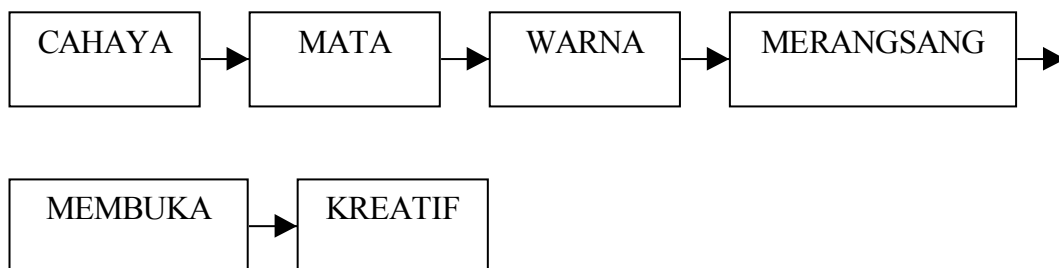 CAHAYA MATA WARNA MERANGSANG
MEMBUKA KREATIF